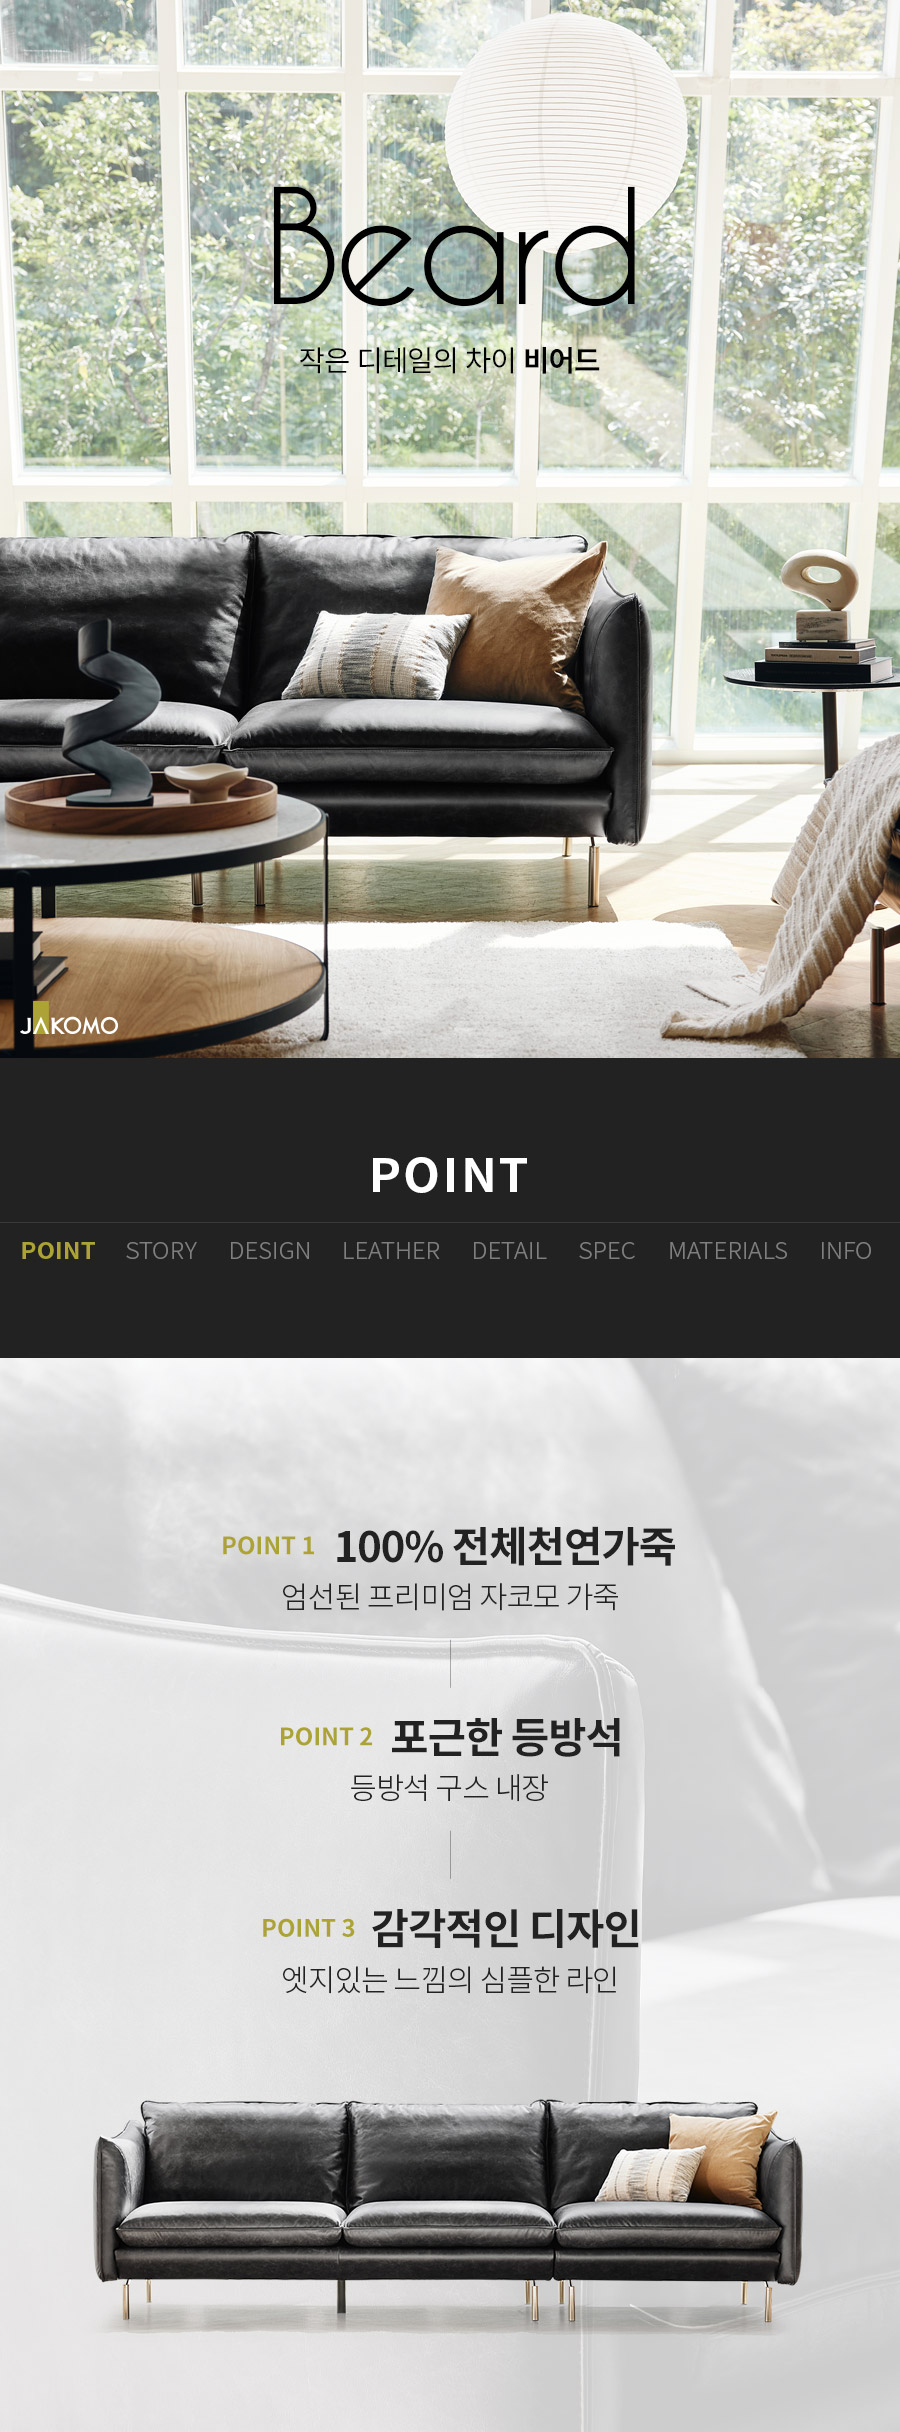 Beard
작은 디테일의 차이 비어드
JAKOMO
POINT
POINT STORY DESIGN LEATHER DETAIL SPEC MATERIALS INFO
POINT 1 100% 전체천연가죽
엄선된 프리미엄 자코모 가죽
POINT 2 포근한 등방석
등방석 구스 내장
POINT 3 감각적인 디자인
엣지있는 느낌의 심플한 라인